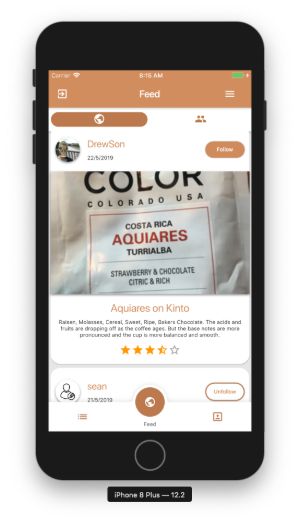 Carrier 8:15 AM
Feed
DrewSon
22/5/2019
Follow
COLOR
COLORADO USA
COSTA RICA
AQUIARES
TURRIALBA
STRAWBERRY & CHOCOLATE
CITRIC & RICH
Aquiares on Kinto
Raisen, Molasses, Cereal, Sweet, Ripe, Bakers Chocolate. The acids and
fruits are dropping off as the coffee ages. But the base notes are more
pronounced and the cup is more balanced and smooth.
sean
21/5/2019
Unfollow
Feed
iPhone 8 Plus — 12.2